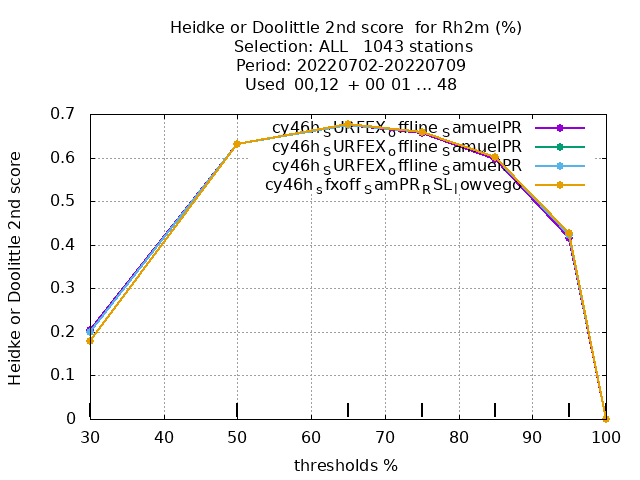 Heidke or Doolittle 2nd score  for Rh2m (%)
Selection: ALL   1043 stations
Period: 20220702-20220709
Used  00,12  + 00 01 ... 48
Heidke or Doolittle 2nd score
0.7
0.6
0.5
0.4
0.3
0.2
0.1
0
cy46h_SURFEX_offline_SamuelPR
cy46h_SURFEX_offline_SamuelPR
cy46h_SURFEX_offline_SamuelPR
cy46h_sfxoff_SamPR_RSL_lowvego
30 40 50 60 70 80 90 100
thresholds %